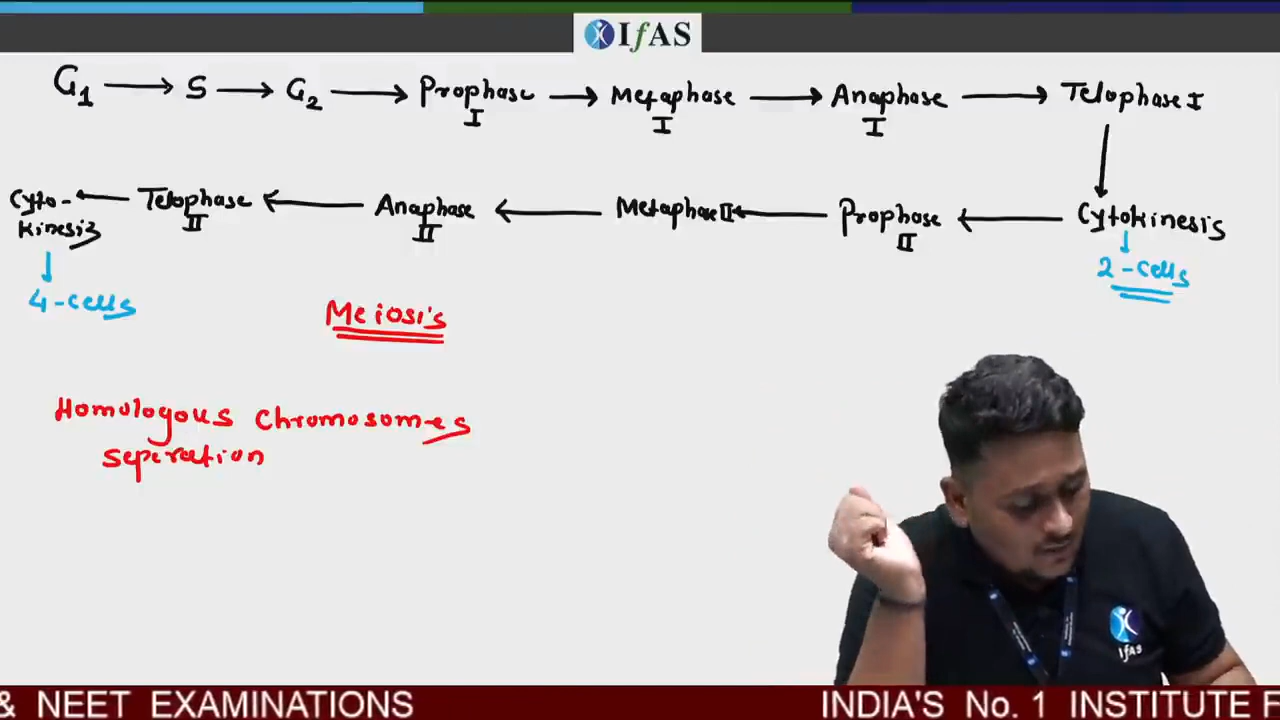 IfAS
G1 → S → G2 → Prophase I → Metaphase I → Anaphase I → Telophase I
Cyto-kinesis ← Telophase II ← Anaphase II ← Metaphase II ← Prophase II ← Cytokinesis
2-cells
4-cells
Meiosis
Homologous Chromosomes
seperation
IfAS
& NEET EXAMINATIONS INDIA'S No. 1 INSTITUTE F